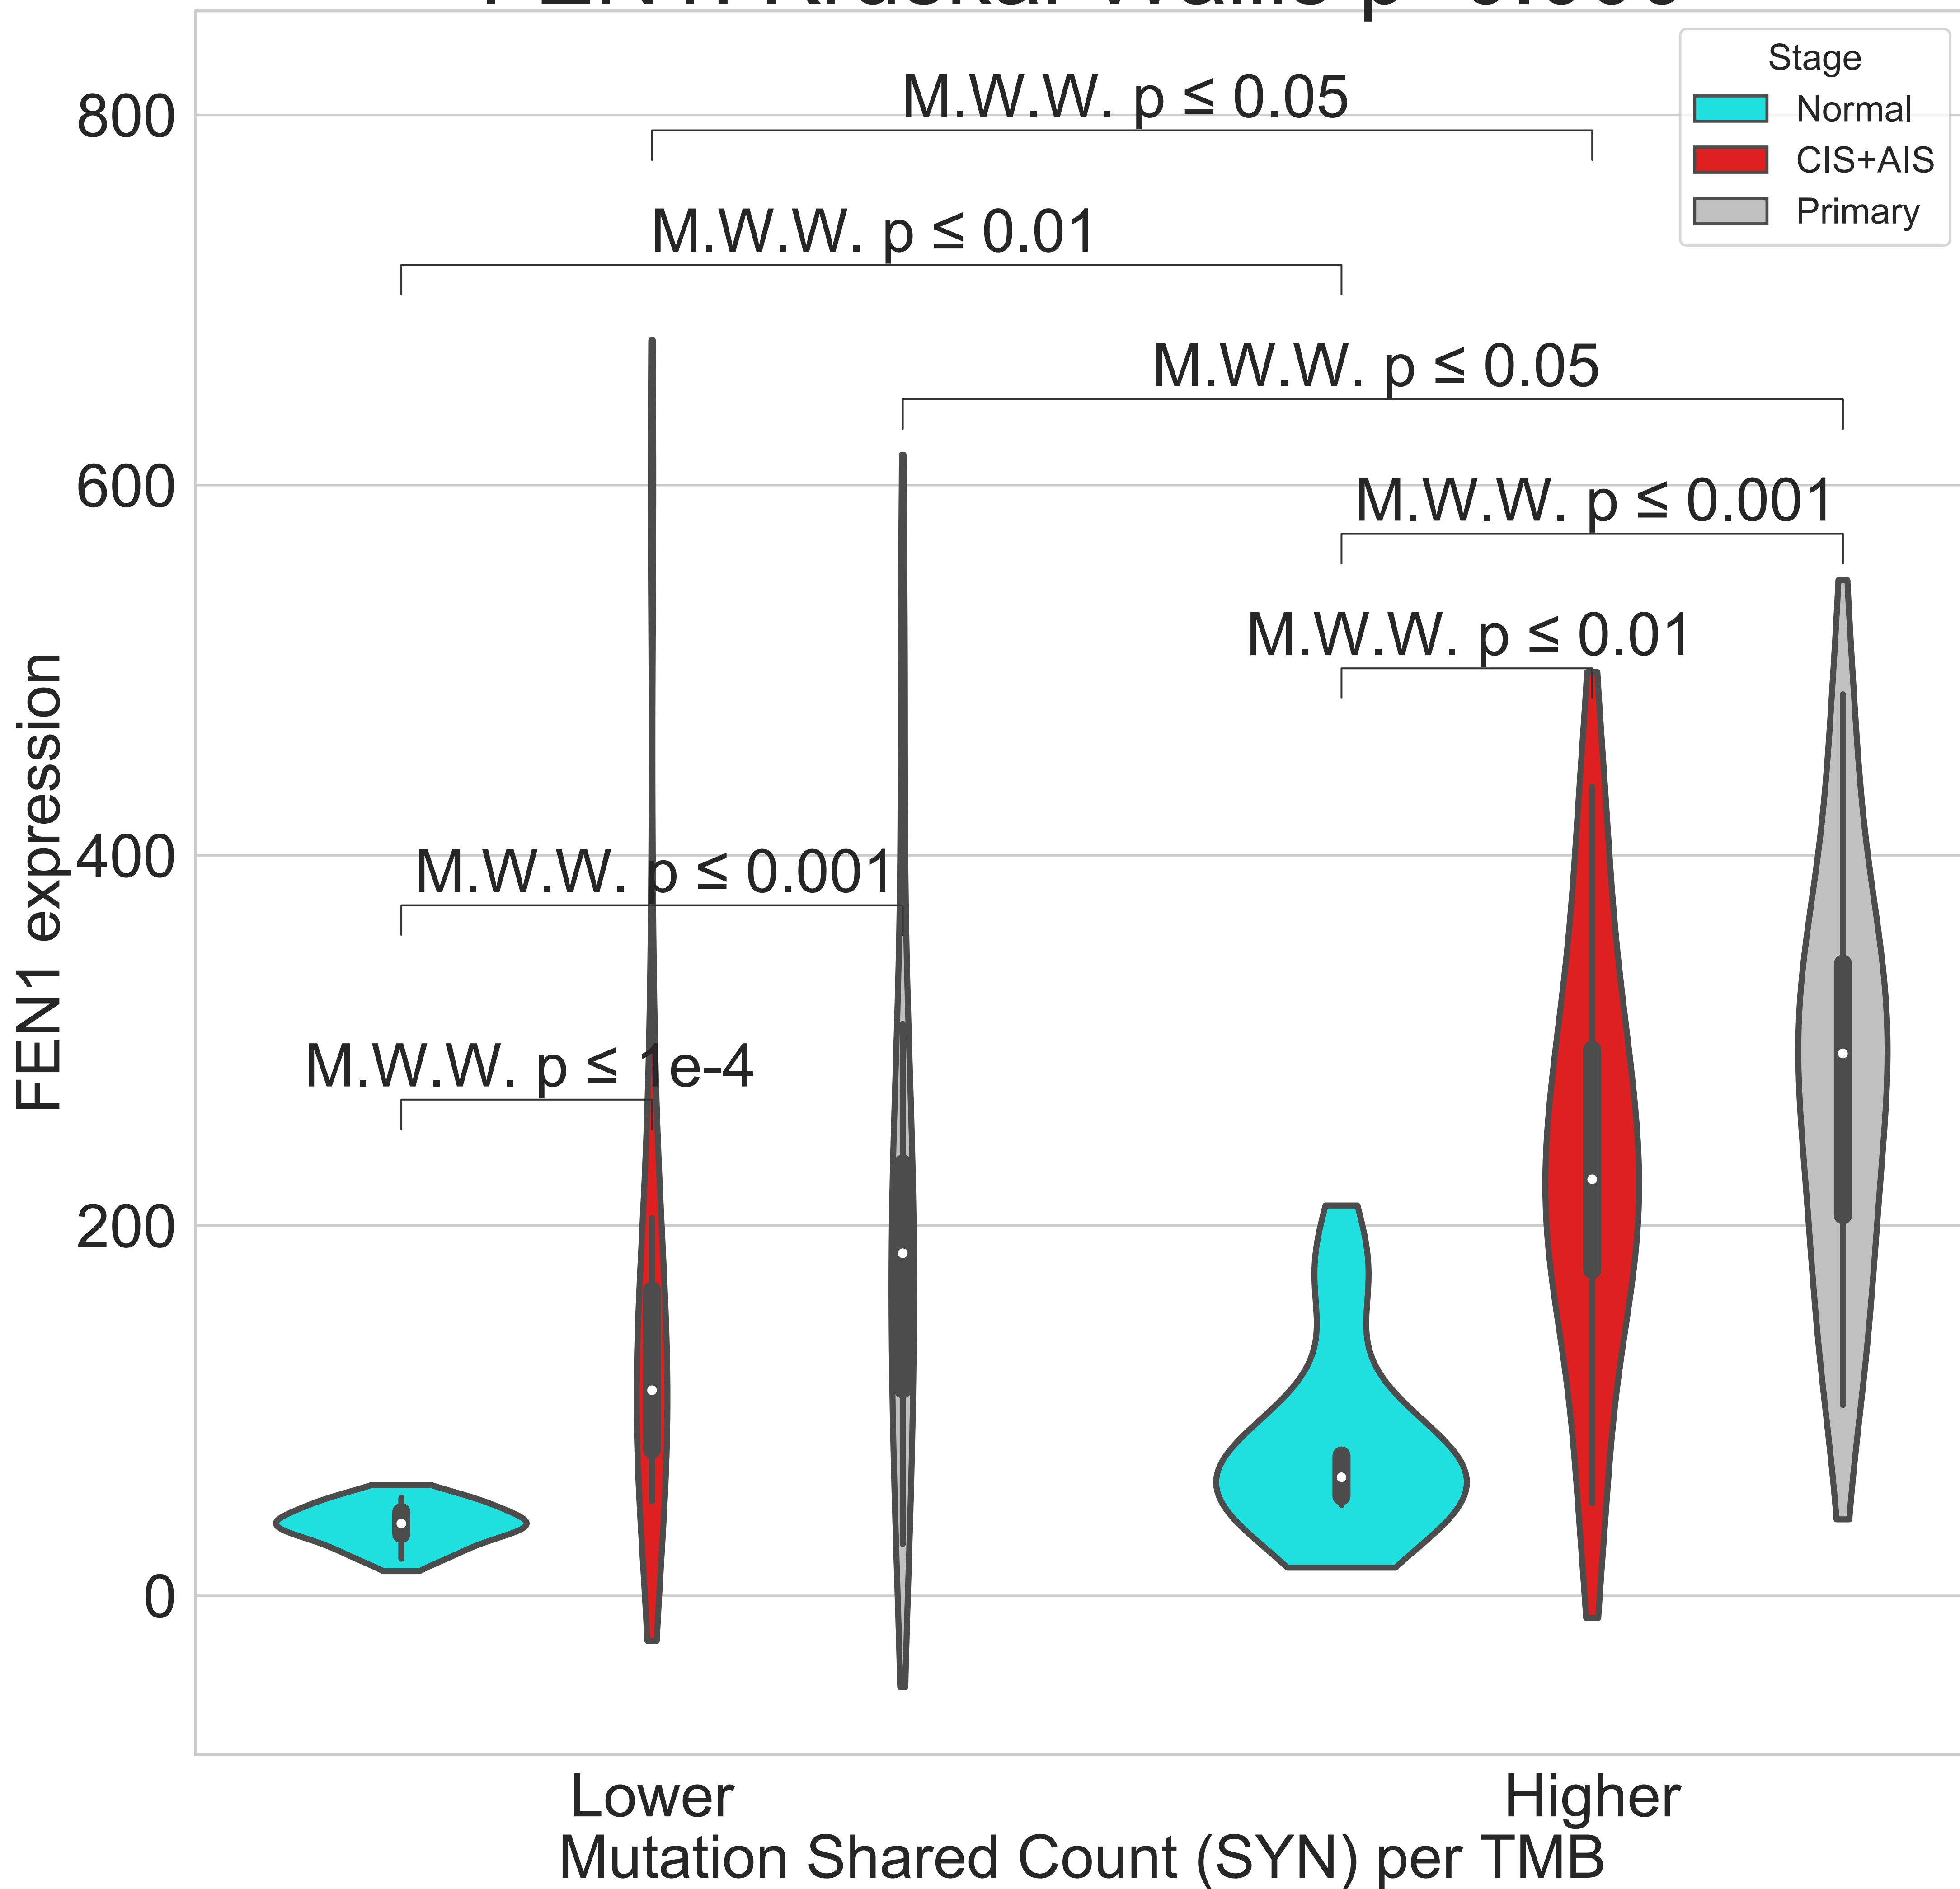 Stage
Normal
CIS+AIS
Primary
M.W.W. p ≤ 0.05
M.W.W. p ≤ 0.01
M.W.W. p ≤ 0.05
M.W.W. p ≤ 0.001
M.W.W. p ≤ 0.01
M.W.W. p ≤ 0.001
M.W.W. p ≤ 1e-4
800
600
400
200
0
FEN1 expression
Lower
Higher
Mutation Shared Count (SYN) per TMB